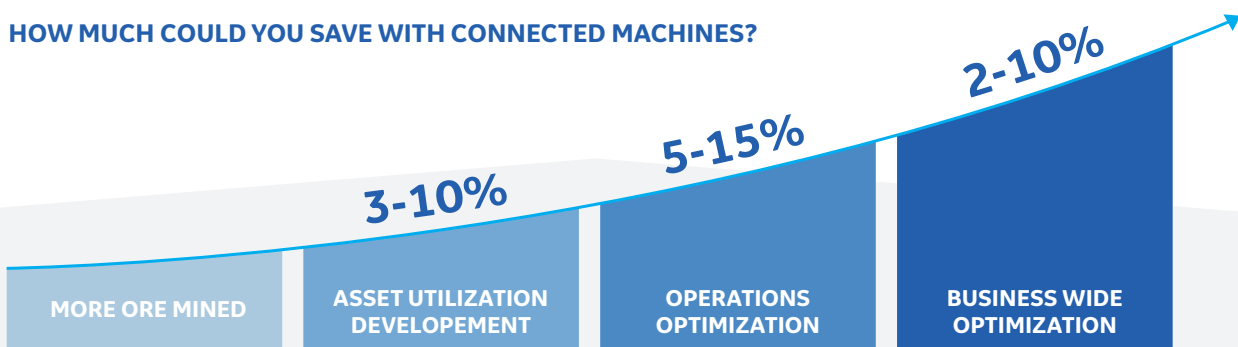 HOW MUCH COULD YOU SAVE WITH CONNECTED MACHINES?
2-10%
5-15%
3-10%
MORE ORE MINED
ASSET UTILIZATION
DEVELOPEMENT
OPERATIONS
OPTIMIZATION
BUSINESS WIDE
OPTIMIZATION